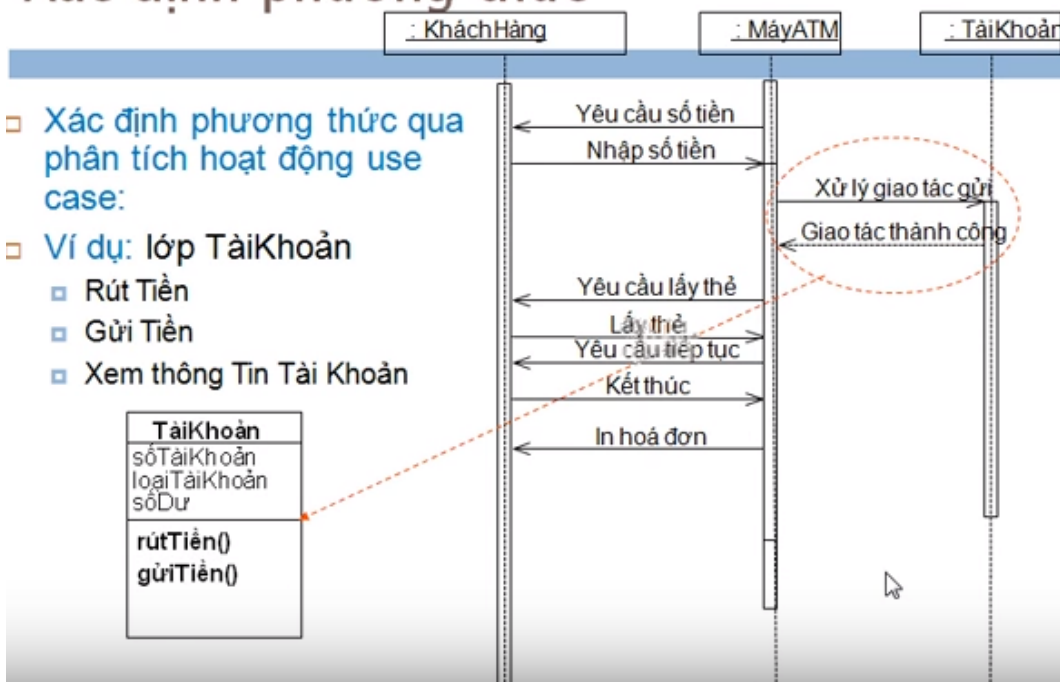 : KháchHàng
: MáyATM
: TàiKhoản
Xác định phương thức qua
phân tích hoạt động use
case:
Ví dụ: lớp TàiKhoản
Rút Tiền
Gửi Tiền
Xem thông Tin Tài Khoản
TàiKhoản
sốTàiKhoản
loạiTàiKhoản
sốDư
rútTiền()
gửiTiền()
Yêu cầu số tiền
Nhập số tiền
Xử lý giao tác gửi
Giao tác thành công
Yêu cầu lấy thẻ
Lấy thẻ
Yêu cầu tiếp tục
Kết thúc
In hoá đơn